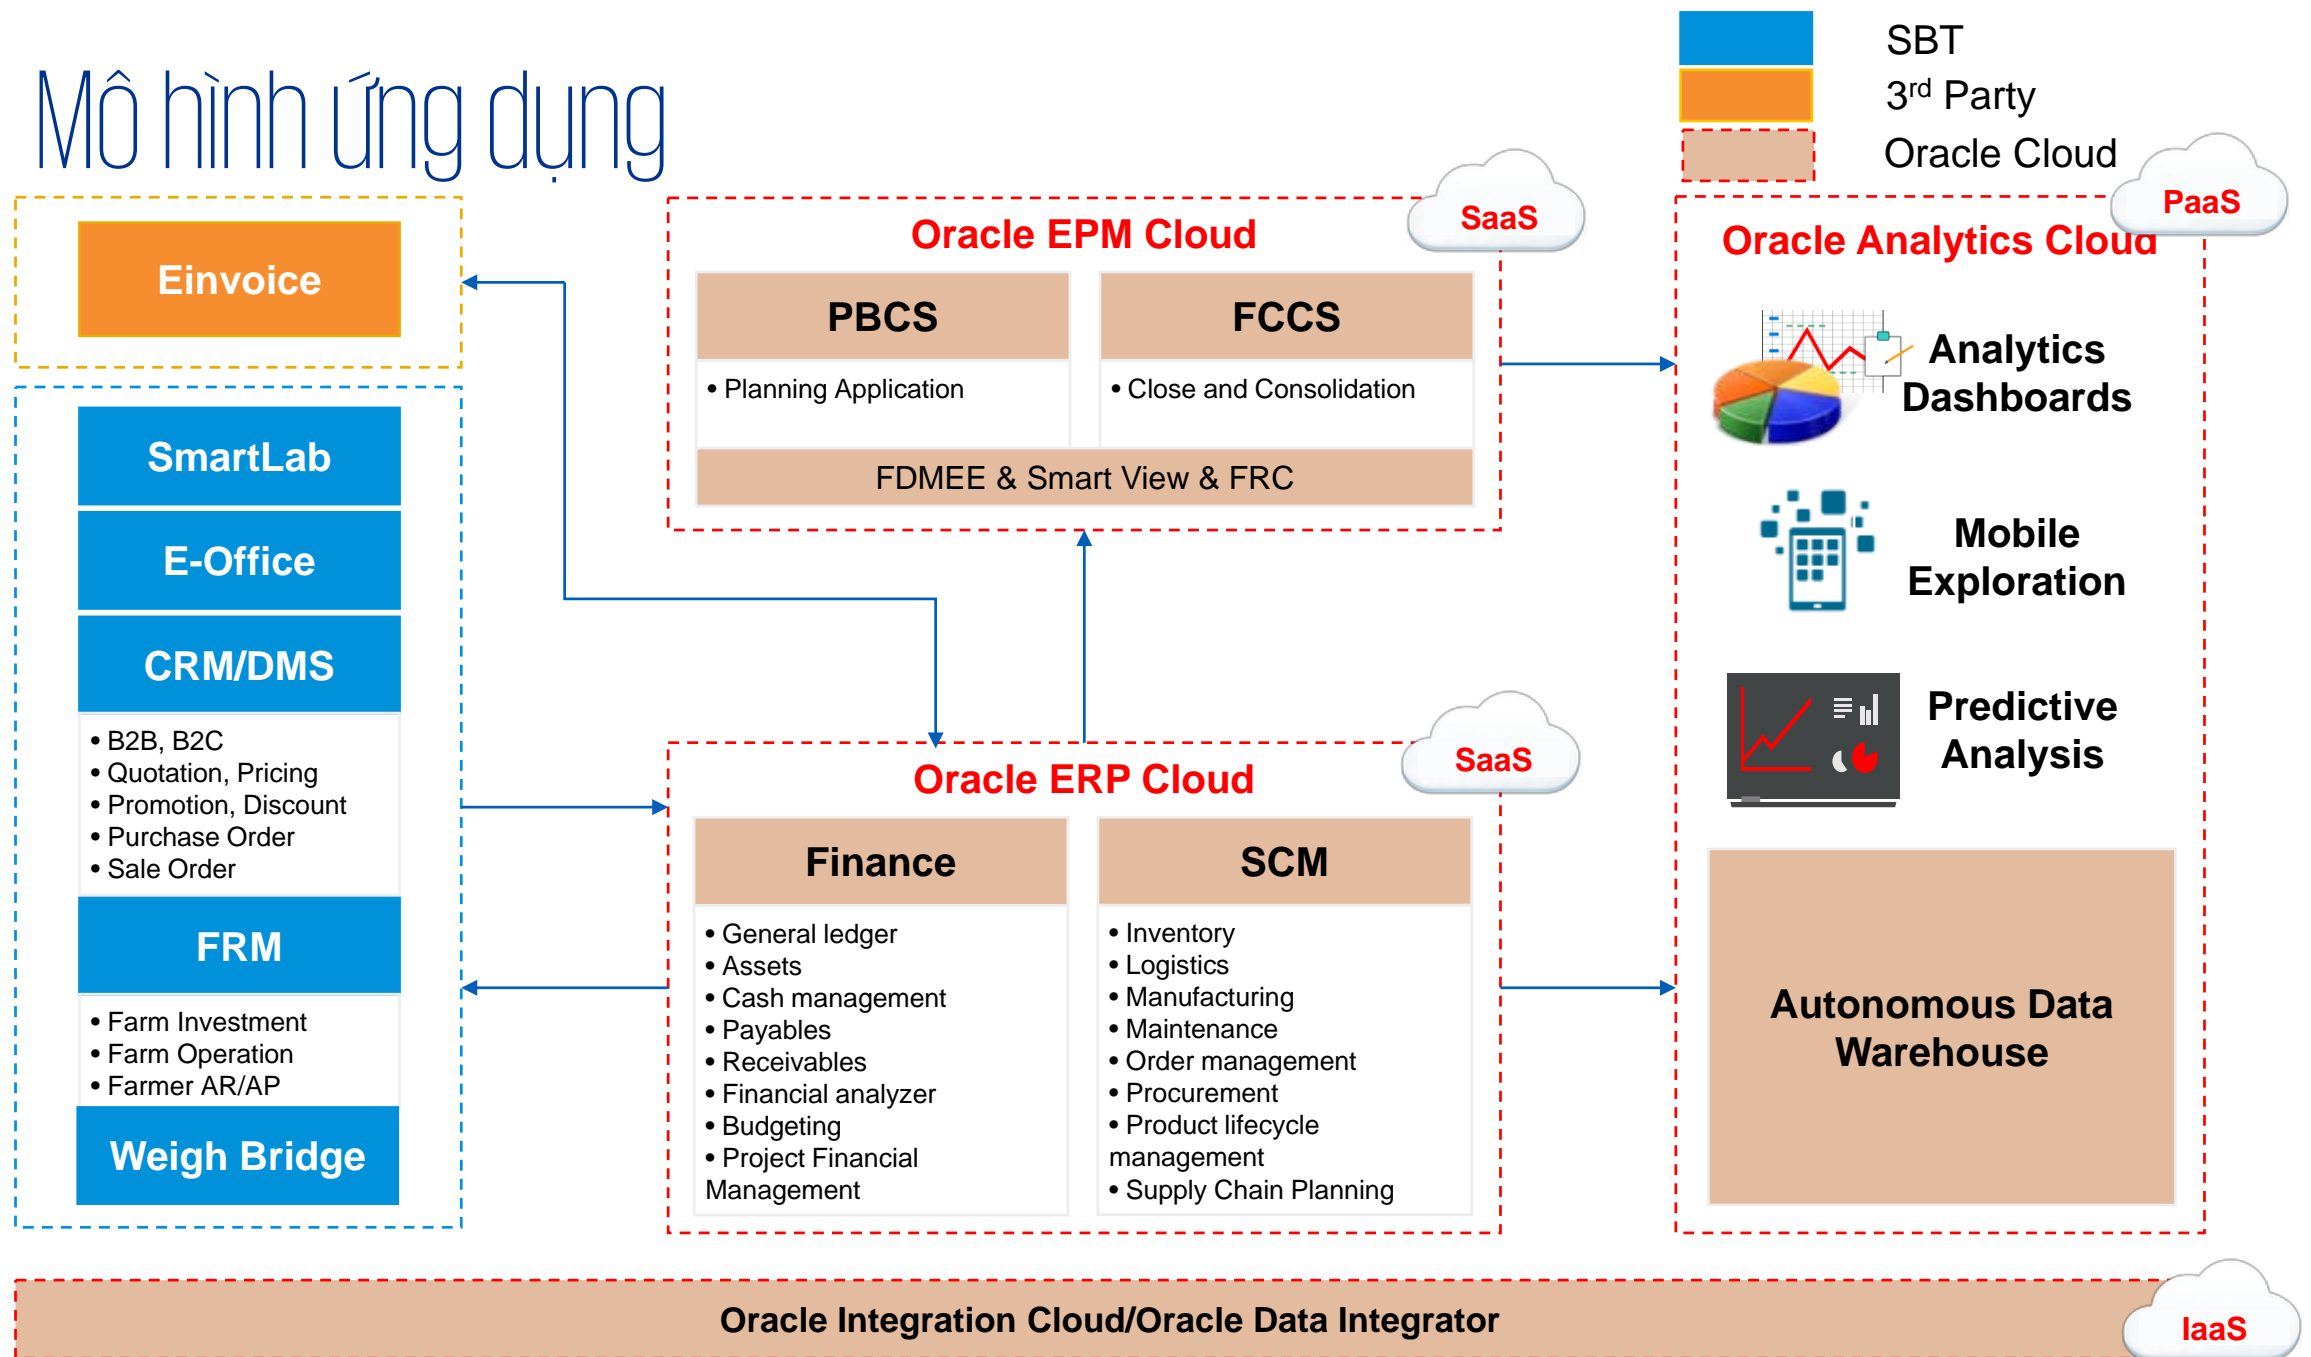 Mô hình ứng dụng
SBT
3rd Party
Oracle Cloud
Einvoice
SmartLab
E-Office
CRM/DMS
• B2B, B2C
• Quotation, Pricing
• Promotion, Discount
• Purchase Order
• Sale Order
FRM
• Farm Investment
• Farm Operation
• Farmer AR/AP
Weigh Bridge
Oracle EPM Cloud
SaaS
PBCS
• Planning Application
FCCS
• Close and Consolidation
FDMEE & Smart View & FRC
Oracle ERP Cloud
SaaS
Finance
• General ledger
• Assets
• Cash management
• Payables
• Receivables
• Financial analyzer
• Budgeting
• Project Financial
Management
SCM
• Inventory
• Logistics
• Manufacturing
• Maintenance
• Order management
• Procurement
• Product lifecycle
management
• Supply Chain Planning
PaaS
Oracle Analytics Cloud
Analytics
Dashboards
Mobile
Exploration
Predictive
Analysis
Autonomous Data
Warehouse
Oracle Integration Cloud/Oracle Data Integrator
IaaS